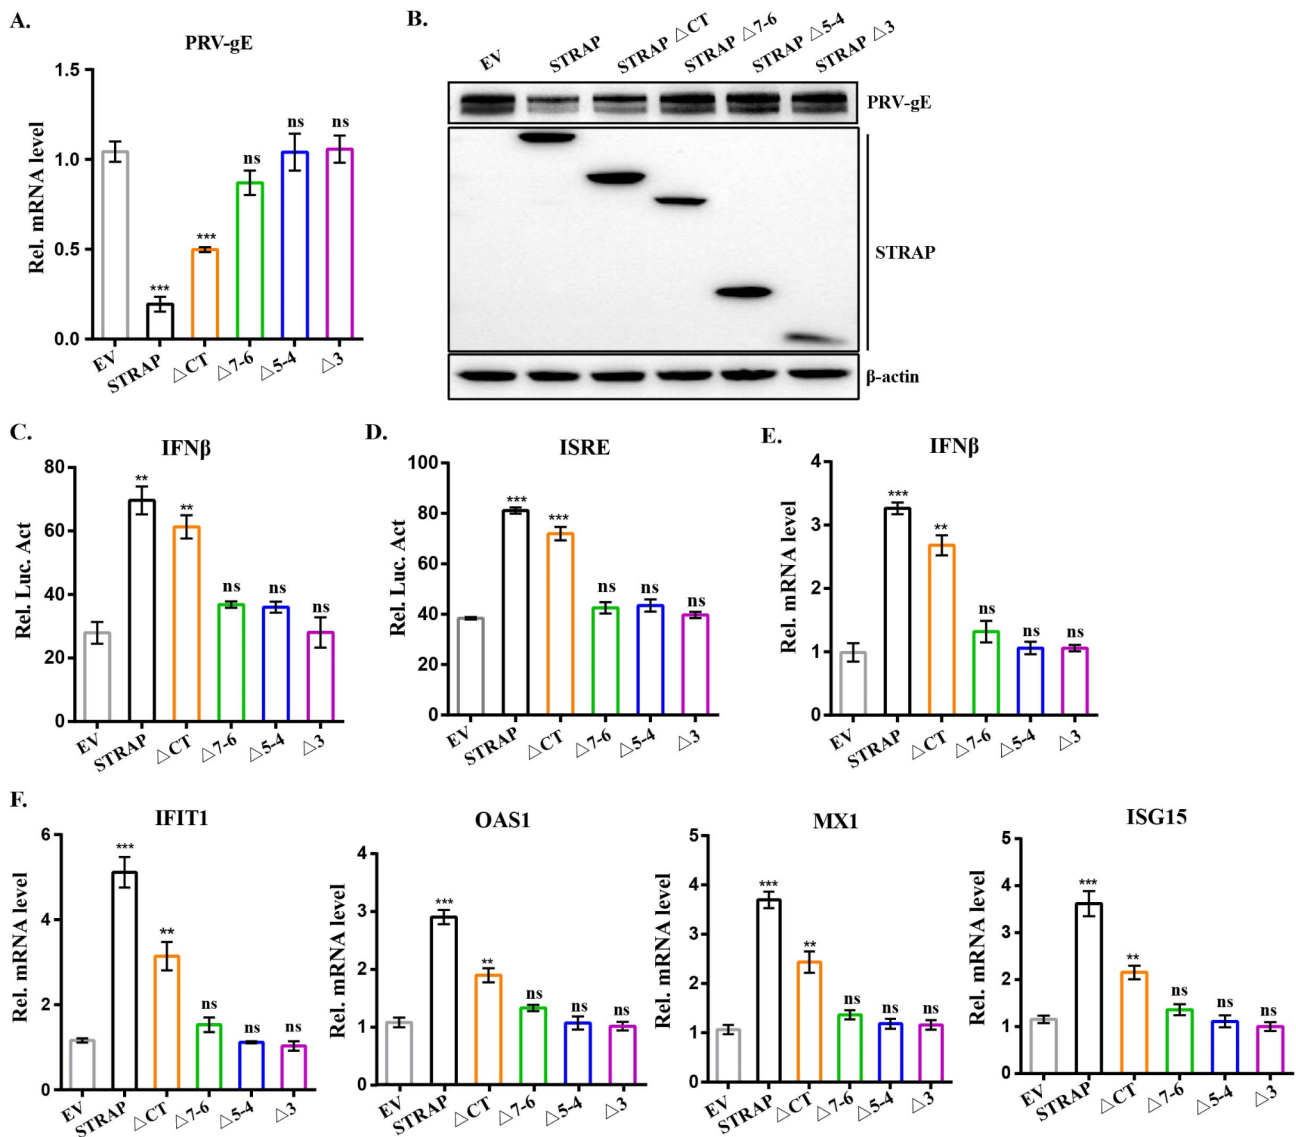 A.
PRV-gE
Rel. mRNA level
1.5
1.0
0.5
0.0
***
***
ns
ns
ns
EV
STRAP
△CT
△7-6
△5-4
△3
B.
EV
STRAP
STRAP △CT
STRAP △7-6
STRAP △5-4
STRAP △3
PRV-gE
STRAP
β-actin
C.
IFNβ
Rel. Luc. Act
80
60
40
20
0
**
**
ns
ns
ns
EV
STRAP
△CT
△7-6
△5-4
△3
D.
ISRE
Rel. Luc. Act
100
80
60
40
20
0
***
***
ns
ns
ns
EV
STRAP
△CT
△7-6
△5-4
△3
E.
IFNβ
Rel. mRNA level
4
3
2
1
0
***
**
ns
ns
ns
EV
STRAP
△CT
△7-6
△5-4
△3
F.
IFIT1
Rel. mRNA level
6
4
2
0
***
**
ns
ns
ns
EV
STRAP
△CT
△7-6
△5-4
△3
OAS1
Rel. mRNA level
4
3
2
1
0
***
**
ns
ns
ns
EV
STRAP
△CT
△7-6
△5-4
△3
MX1
Rel. mRNA level
5
4
3
2
1
0
***
**
ns
ns
ns
EV
STRAP
△CT
△7-6
△5-4
△3
ISG15
Rel. mRNA level
5
4
3
2
1
0
***
**
ns
ns
ns
EV
STRAP
△CT
△7-6
△5-4
△3